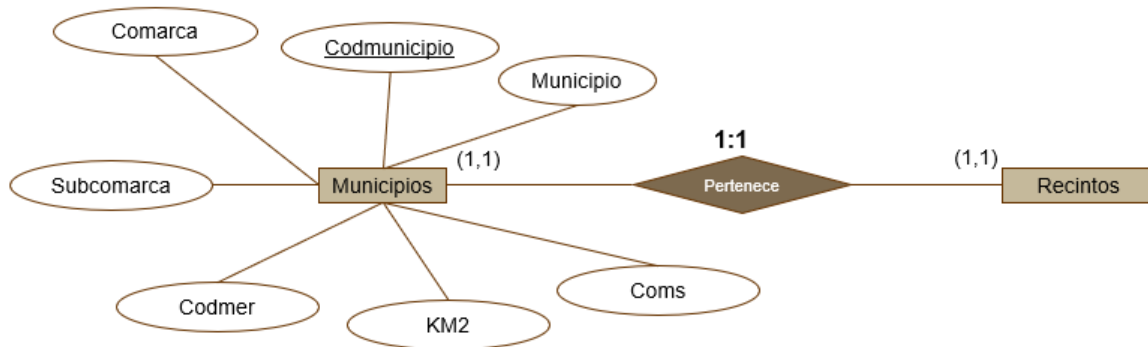 Comarca
Codmunicipio
Municipio
1:1
(1,1)
(1,1)
Subcomarca
Municipios
Pertenece
Recintos
Codmer
KM2
Coms